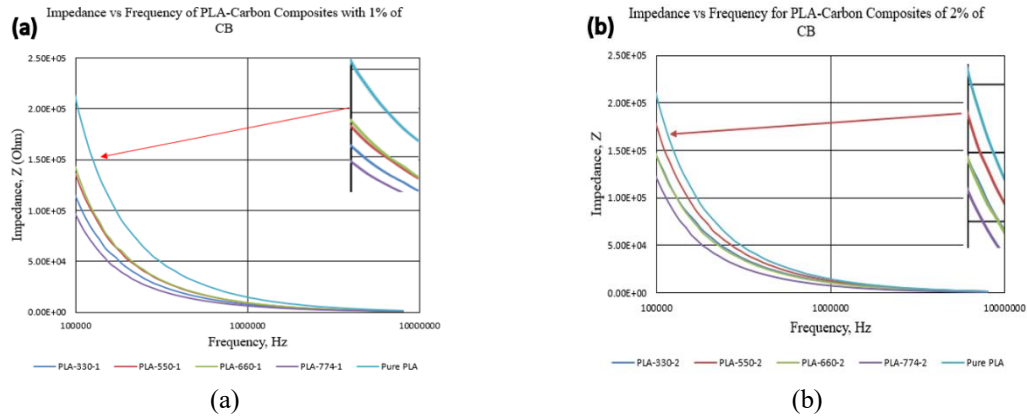 Impedance vs Frequency of PLA-Carbon Composites with 1% of
CB
(a)
2.50E+05
2.00E+05
1.50E+05
1.00E+05
5.00E+04
0.00E+00
Impedance, Z (Ohm)
100000 1000000 10000000
Frequency, Hz
PLA-330-1 PLA-550-1 PLA-660-1 PLA-774-1 Pure PLA
(a)
Impedance vs Frequency for PLA-Carbon Composites of 2% of
CB
(b)
2.50E+05
2.00E+05
1.50E+05
1.00E+05
5.00E+04
0.00E+00
Impedance, Z
100000 1000000 10000000
Frequency, Hz
PLA-330-2 PLA-550-2 PLA-660-2 PLA-774-2 Pure PLA
(b)